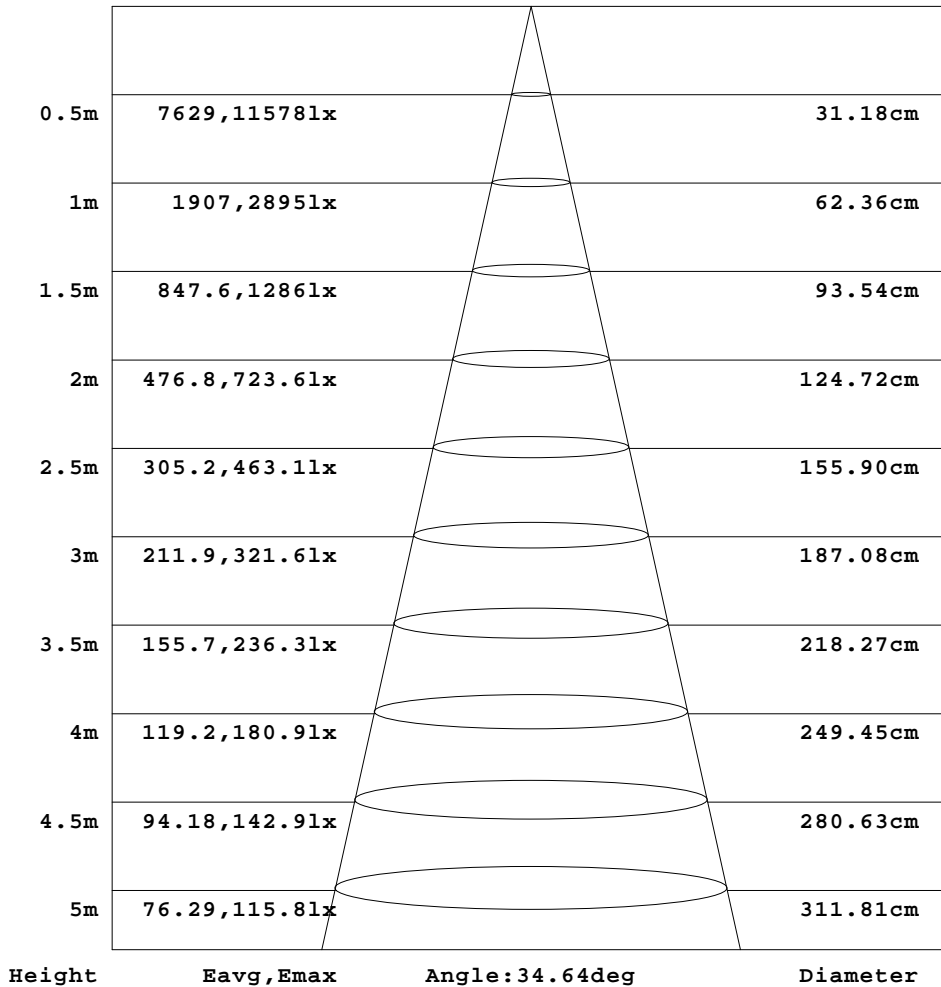 0.5m 7629,11578lx 31.18cm
1m 1907,2895lx 62.36cm
1.5m 847.6,1286lx 93.54cm
2m 476.8,723.6lx 124.72cm
2.5m 305.2,463.1lx 155.90cm
3m 211.9,321.6lx 187.08cm
3.5m 155.7,236.3lx 218.27cm
4m 119.2,180.9lx 249.45cm
4.5m 94.18,142.9lx 280.63cm
5m 76.29,115.8lx 311.81cm
Height Eavg,Emax Angle:34.64deg Diameter